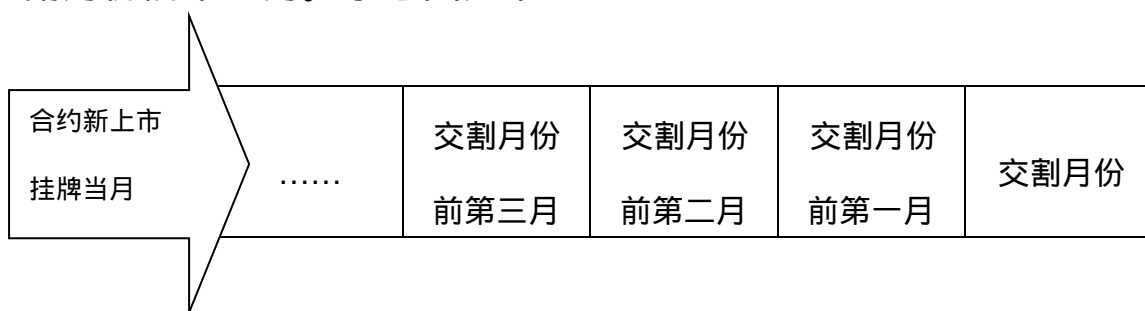 合约新上市
挂牌当月
……
交割月份
前第三月
交割月份
前第二月
交割月份
前第一月
交割月份